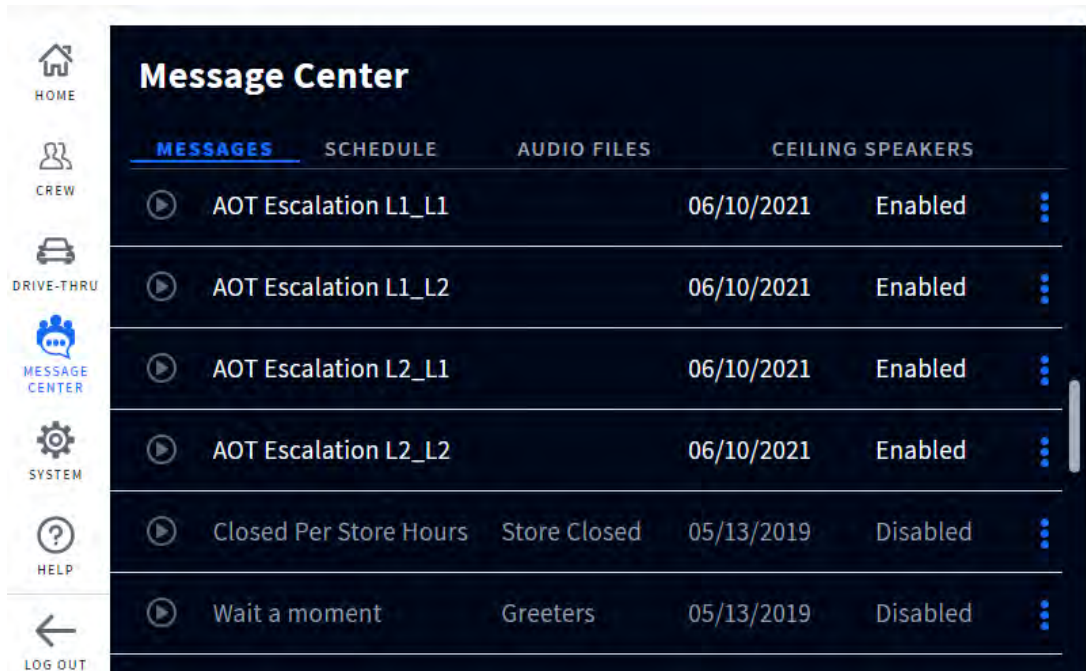 HOME
CREW
DRIVE-THRU
MESSAGE
CENTER
SYSTEM
HELP
LOG OUT
Message Center
MESSAGES SCHEDULE AUDIO FILES CEILING SPEAKERS
AOT Escalation L1_L1 06/10/2021 Enabled
AOT Escalation L1_L2 06/10/2021 Enabled
AOT Escalation L2_L1 06/10/2021 Enabled
AOT Escalation L2_L2 06/10/2021 Enabled
Closed Per Store Hours Store Closed 05/13/2019 Disabled
Wait a moment Greeters 05/13/2019 Disabled